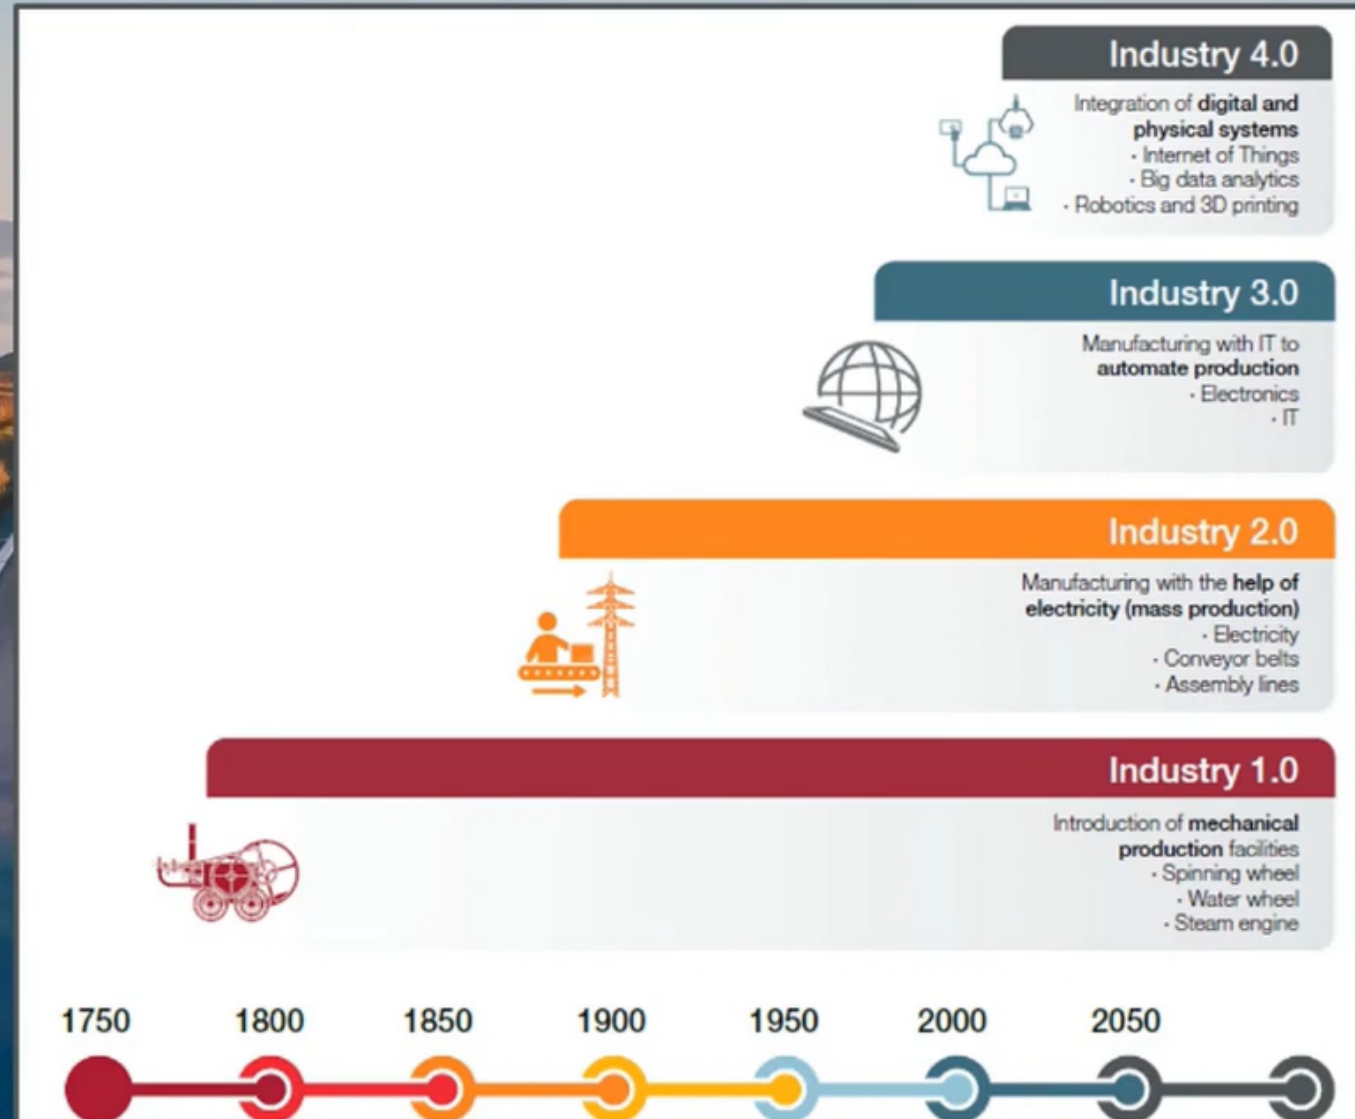 Industry 4.0
Integration of digital and
physical systems
· Internet of Things
· Big data analytics
· Robotics and 3D printing
Industry 3.0
Manufacturing with IT to
automate production
· Electronics
· IT
Industry 2.0
Manufacturing with the help of
electricity (mass production)
· Electricity
· Conveyor belts
· Assembly lines
Industry 1.0
Introduction of mechanical
production facilities
· Spinning wheel
· Water wheel
· Steam engine
1750 1800 1850 1900 1950 2000 2050